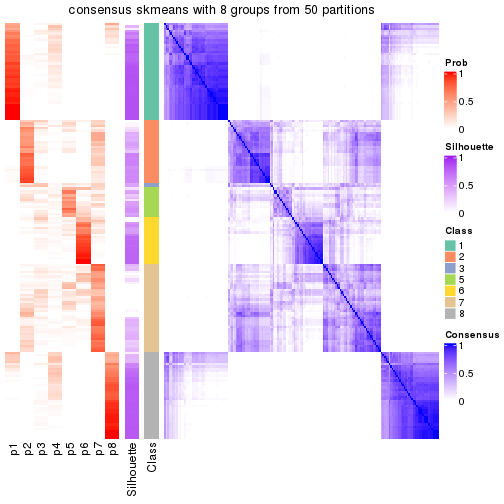 consensus skmeans with 8 groups from 50 partitions
Prob
1
0.5
0
Silhouette
1
0.5
0
Class
1
2
3
5
6
7
8
Consensus
1
0.5
0
p1
p2
p3
p4
p5
p6
p7
p8
Silhouette
Class